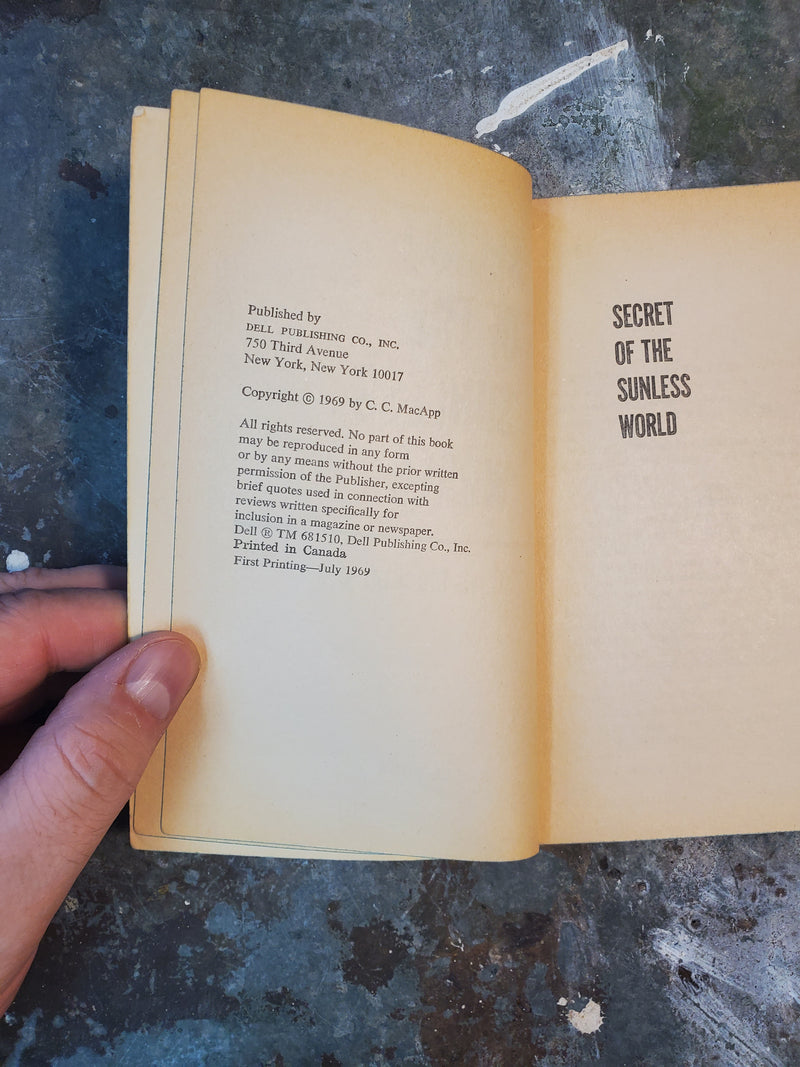 Published by
DELL PUBLISHING CO., INC.
750 Third Avenue
New York, New York 10017
Copyright © 1969 by C. C. MacApp
All rights reserved. No part of this book
may be reproduced in any form
or by any means without the prior written
permission of the Publisher, excepting
brief quotes used in connection with
reviews written specifically for
inclusion in a magazine or newspaper.
Dell ® TM 681510, Dell Publishing Co., Inc.
Printed in Canada
First Printing—July 1969
SECRET
OF THE
SUNLESS
WORLD